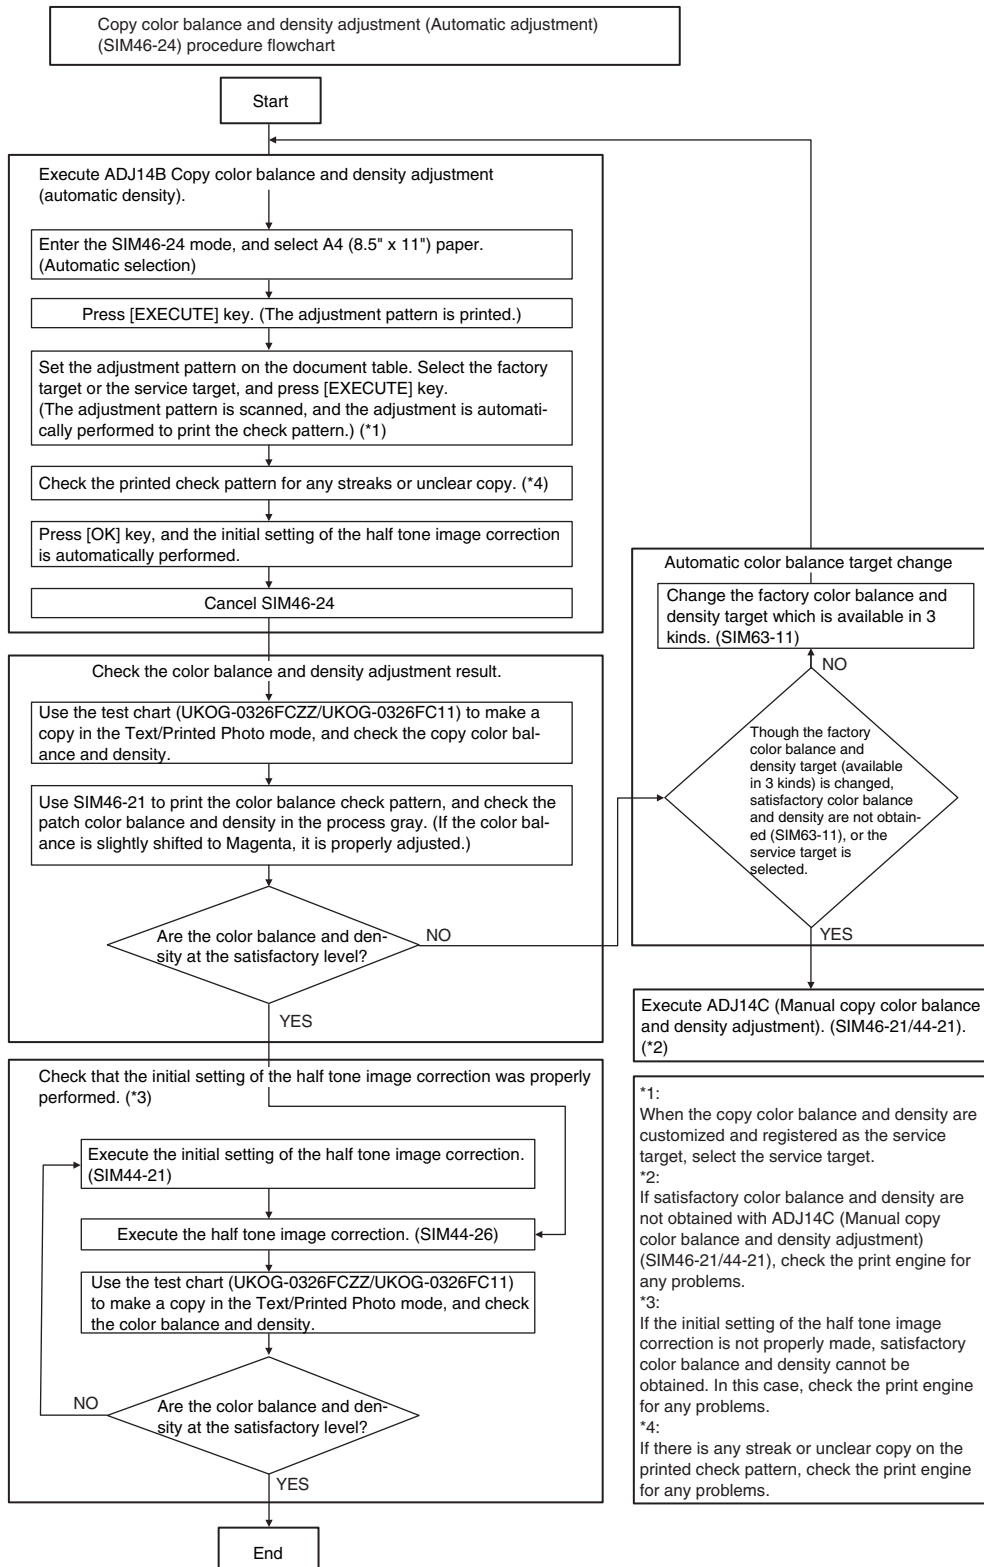 Copy color balance and density adjustment (Automatic adjustment)
(SIM46-24) procedure flowchart
Start
Execute ADJ14B Copy color balance and density adjustment
(automatic density).
Enter the SIM46-24 mode, and select A4 (8.5" x 11") paper.
(Automatic selection)
Press [EXECUTE] key. (The adjustment pattern is printed.)
Set the adjustment pattern on the document table. Select the factory
target or the service target, and press [EXECUTE] key.
(The adjustment pattern is scanned, and the adjustment is automati-
cally performed to print the check pattern.) (*1)
Check the printed check pattern for any streaks or unclear copy. (*4)
Press [OK] key, and the initial setting of the half tone image correction
is automatically performed.
Cancel SIM46-24
Check the color balance and density adjustment result.
Use the test chart (UKOG-0326FCZZ/UKOG-0326FC11) to make a
copy in the Text/Printed Photo mode, and check the copy color bal-
ance and density.
Use SIM46-21 to print the color balance check pattern, and check the
patch color balance and density in the process gray. (If the color bal-
ance is slightly shifted to Magenta, it is properly adjusted.)
Are the color balance and den-
sity at the satisfactory level?
NO
YES
Automatic color balance target change
Change the factory color balance and
density target which is available in 3
kinds. (SIM63-11)
NO
Though the factory
color balance and
density target (available
in 3 kinds) is changed,
satisfactory color balance
and density are not obtain-
ed (SIM63-11), or the
service target is
selected.
YES
Execute ADJ14C (Manual copy color balance
and density adjustment). (SIM46-21/44-21).
(*2)
Check that the initial setting of the half tone image correction was properly
performed. (*3)
Execute the initial setting of the half tone image correction.
(SIM44-21)
Execute the half tone image correction. (SIM44-26)
Use the test chart (UKOG-0326FCZZ/UKOG-0326FC11)
to make a copy in the Text/Printed Photo mode, and check
the color balance and density.
NO
Are the color balance and den-
sity at the satisfactory level?
YES
End
*1:
When the copy color balance and density are
customized and registered as the service
target, select the service target.
*2:
If satisfactory color balance and density are
not obtained with ADJ14C (Manual copy
color balance and density adjustment)
(SIM46-21/44-21), check the print engine for
any problems.
*3:
If the initial setting of the half tone image
correction is not properly made, satisfactory
color balance and density cannot be
obtained. In this case, check the print engine
for any problems.
*4:
If there is any streak or unclear copy on the
printed check pattern, check the print engine
for any problems.